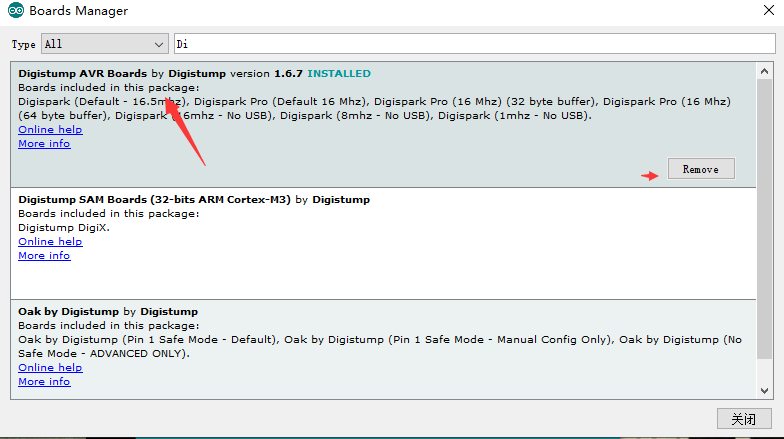 Boards Manager
Type All Di
Digistump AVR Boards by Digistump version 1.6.7 INSTALLED
Boards included in this package:
Digispark (Default - 16.5mhz), Digispark Pro (Default 16 Mhz), Digispark Pro (16 Mhz) (32 byte buffer), Digispark Pro (16 Mhz)
(64 byte buffer), Digispark (16mhz - No USB), Digispark (8mhz - No USB), Digispark (1mhz - No USB).
Online help
More info
Remove
Digistump SAM Boards (32-bits ARM Cortex-M3) by Digistump
Boards included in this package:
Digistump DigiX.
Online help
More info
Oak by Digistump by Digistump
Boards included in this package:
Oak by Digistump (Pin 1 Safe Mode - Default), Oak by Digistump (Pin 1 Safe Mode - Manual Config Only), Oak by Digistump (No
Safe Mode - ADVANCED ONLY).
Online help
More info
关闭